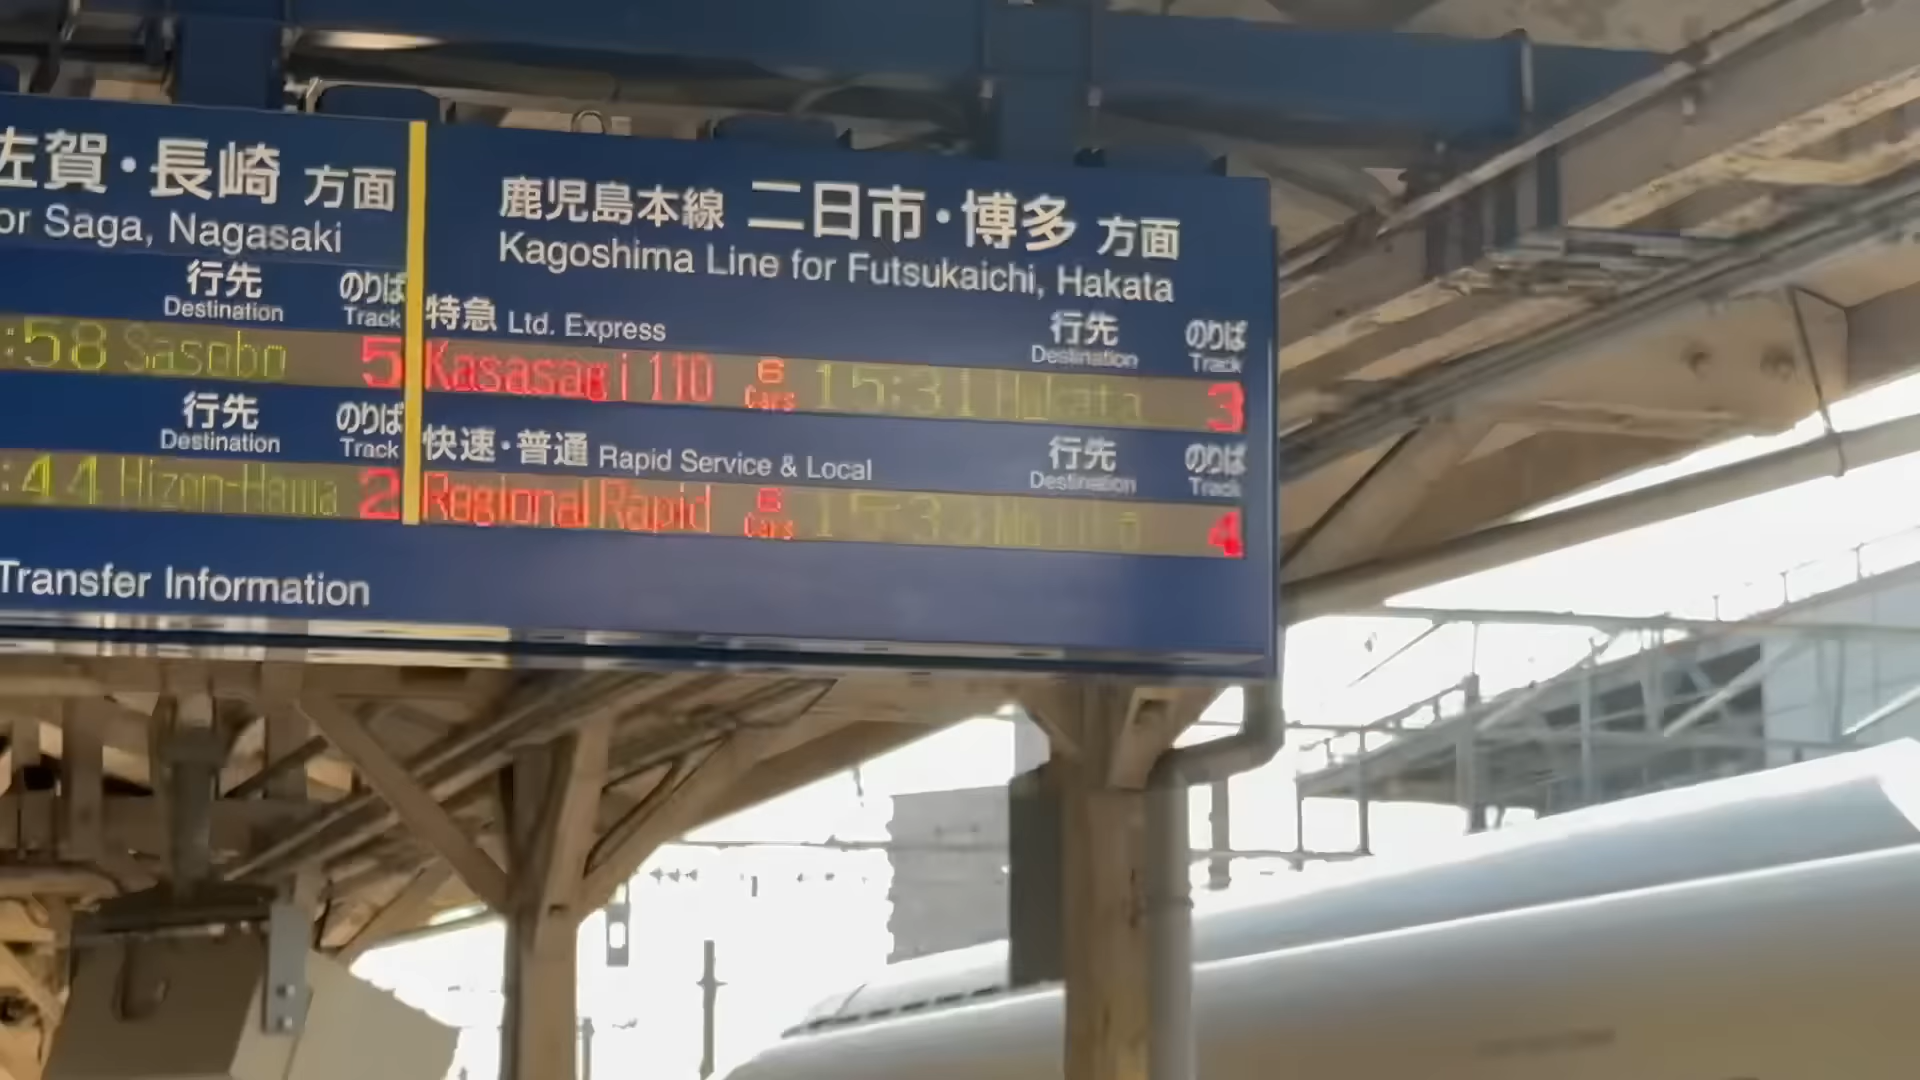 佐賀・長崎 方面
or Saga, Nagasaki
行先 のりば
Destination Track
:58 Sasebo 5
行先 のりば
Destination Track
:44 Hizen-Hama 2
Transfer Information
鹿児島本線 二日市・博多 方面
Kagoshima Line for Futsukaichi, Hakata
特急 Ltd. Express 行先 のりば
Destination Track
Kasasagi 110 6 Cars 15:31 Hakata 3
快速・普通 Rapid Service & Local 行先 のりば
Destination Track
Regional Rapid 6 Cars 4